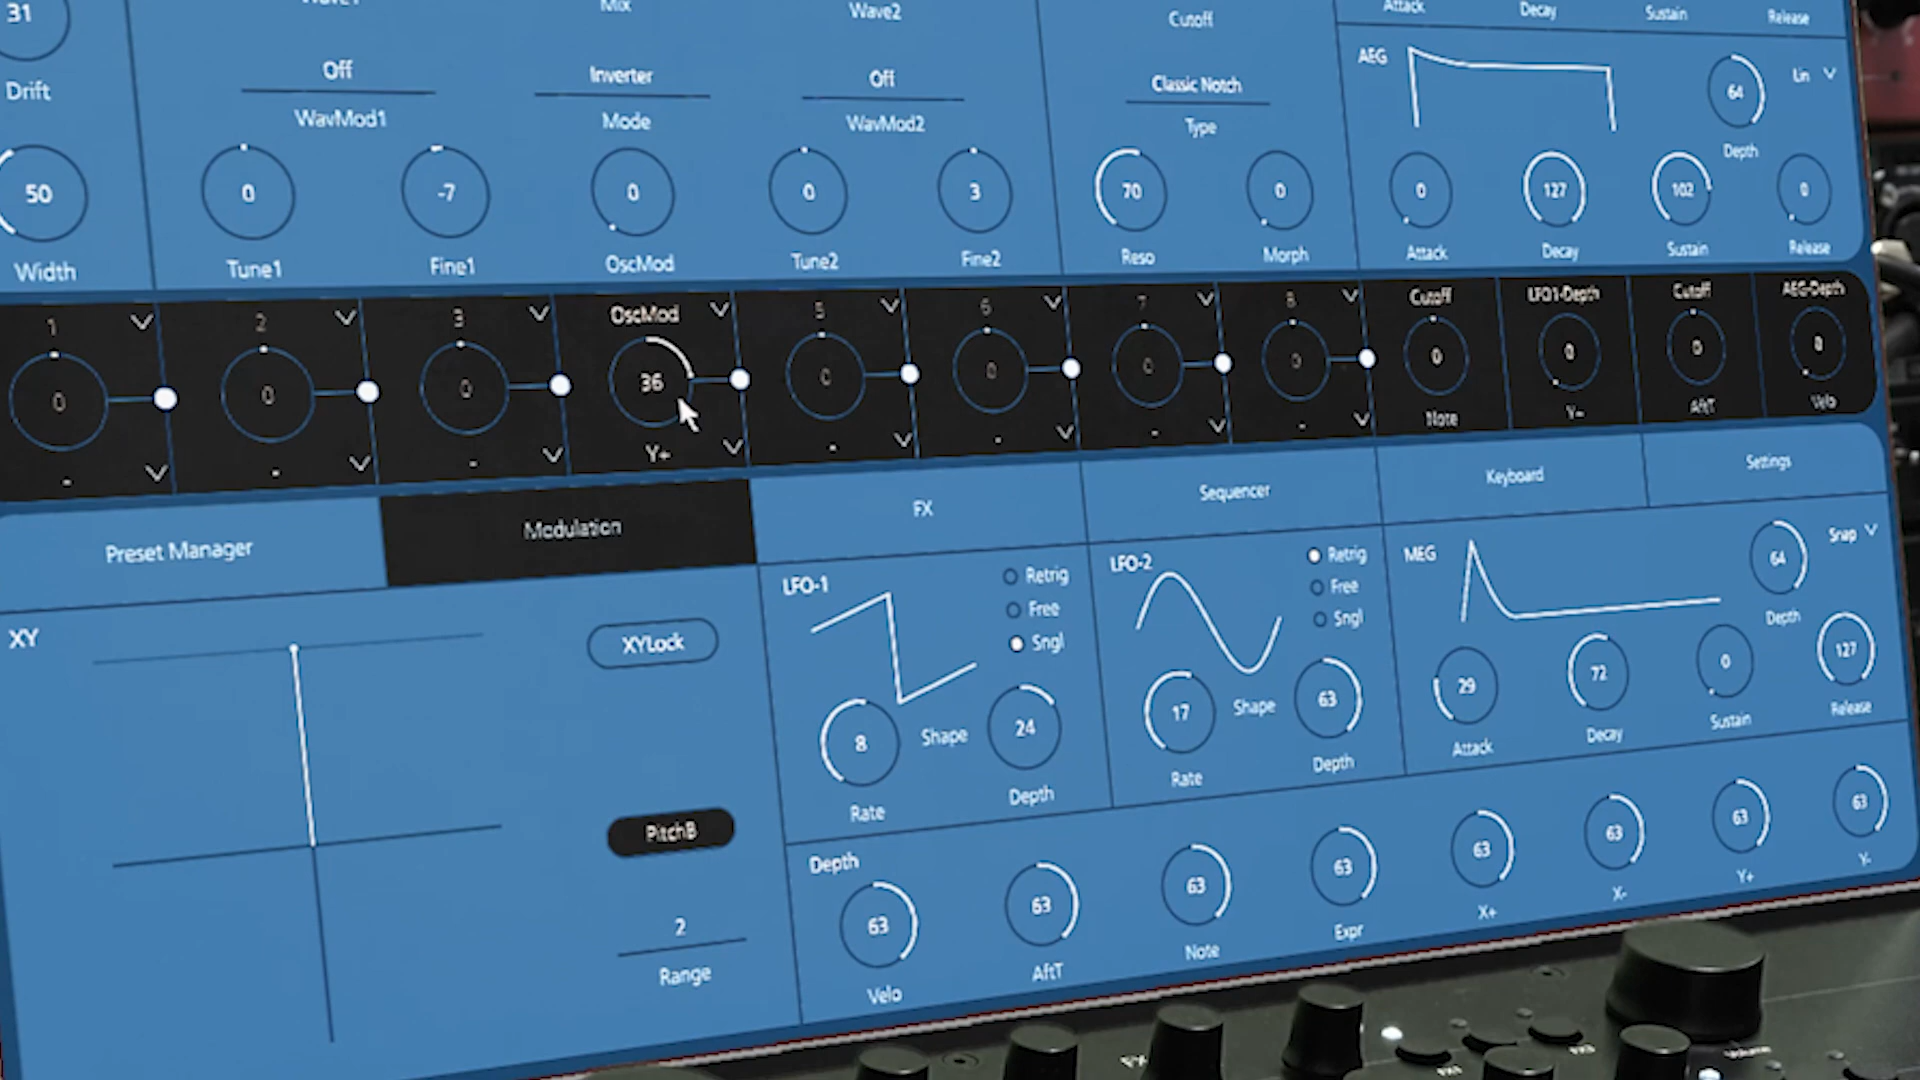 31
Mix
Wave2
Cutoff
Attack
Decay
Sustain
Release
Drift
Off
WavMod1
Inverter
Mode
Off
WavMod2
Classic Notch
Type
AEG
64
Lin
Depth
50
0
-7
0
0
3
70
0
0
127
102
0
Width
Tune1
Fine1
OscMod
Tune2
Fine2
Reso
Morph
Attack
Decay
Sustain
Release
1
2
3
OscMod
5
6
7
8
Cutoff
LFO1-Depth
Cutoff
AEG-Depth
0
0
0
36
0
0
0
0
0
0
0
0
-
-
-
Y+
-
-
-
-
Note
Y-
AftT
Velo
Preset Manager
Modulation
FX
Sequencer
Keyboard
Settings
XY
XYLock
PitchB
2
Range
LFO-1
Retrig
Free
Sngl
8
Shape
24
Rate
Depth
LFO-2
Retrig
Free
Sngl
17
Shape
63
Rate
Depth
MEG
64
Snap
Depth
29
72
0
127
Attack
Decay
Sustain
Release
Depth
63
63
63
63
63
63
63
63
Velo
AftT
Note
Expr
X+
X-
Y+
Y-
FX
Volume